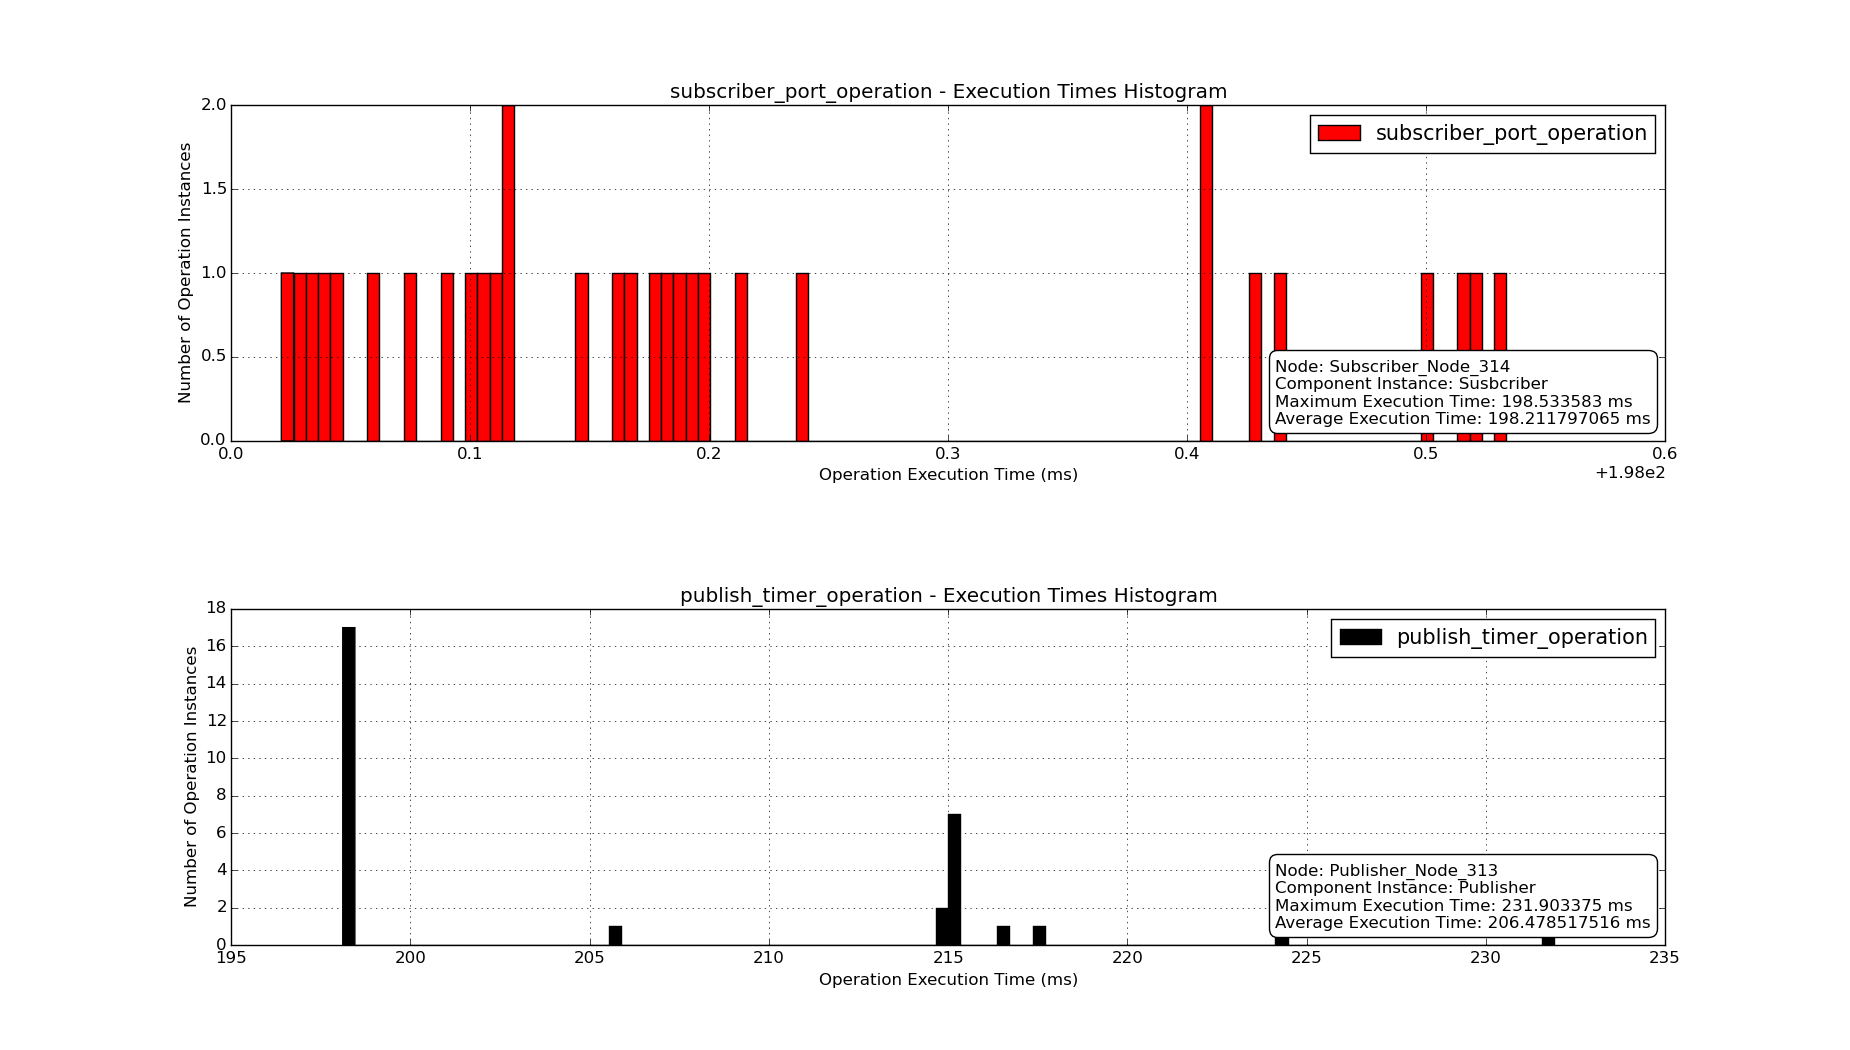 subscriber_port_operation - Execution Times Histogram
Number of Operation Instances
2.0
1.5
1.0
0.5
0.0
subscriber_port_operation
Node: Subscriber_Node_314
Component Instance: Susbcriber
Maximum Execution Time: 198.533583 ms
Average Execution Time: 198.211797065 ms
0.0 0.1 0.2 0.3 0.4 0.5 0.6
Operation Execution Time (ms)
+1.98e2
publish_timer_operation - Execution Times Histogram
Number of Operation Instances
18
16
14
12
10
8
6
4
2
0
publish_timer_operation
Node: Publisher_Node_313
Component Instance: Publisher
Maximum Execution Time: 231.903375 ms
Average Execution Time: 206.478517516 ms
195 200 205 210 215 220 225 230 235
Operation Execution Time (ms)